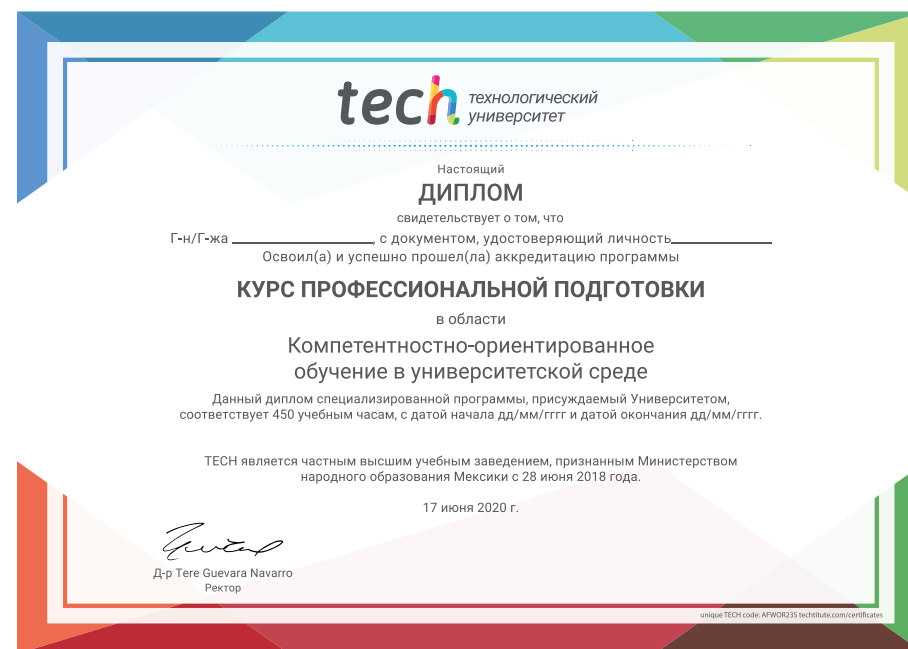 tech технологический
университет
Настоящий
ДИПЛОМ
свидетельствует о том, что
Г-н/Г-жа ________________, с документом, удостоверяющий личность____________
Освоил(а) и успешно прошел(ла) аккредитацию программы
КУРС ПРОФЕССИОНАЛЬНОЙ ПОДГОТОВКИ
в области
Компетентностно-ориентированное
обучение в университетской среде
Данный диплом специализированной программы, присуждаемый Университетом,
соответствует 450 учебным часам, с датой начала дд/мм/гггг и датой окончания дд/мм/гггг.
TECH является частным высшим учебным заведением, признанным Министерством
народного образования Мексики с 28 июня 2018 года.
17 июня 2020 г.
Д-р Tere Guevara Navarro
Ректор
unique TECH code: AFWOR23S techtitute.com/certificates